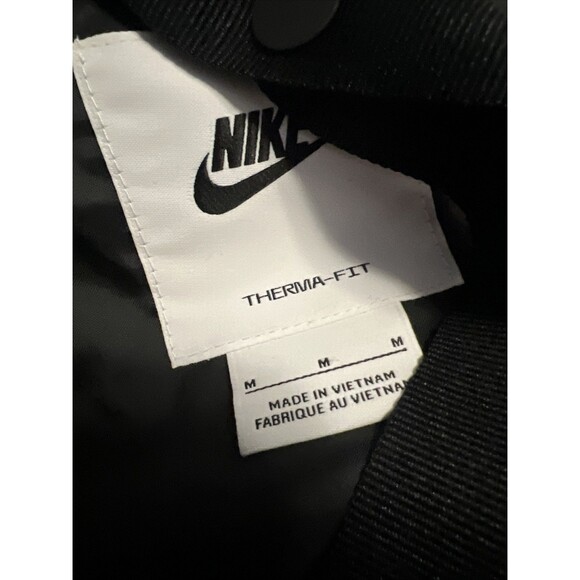 NIKE
THERMA-FIT
M M M
MADE IN VIETNAM
FABRIQUE AU VIETNAM